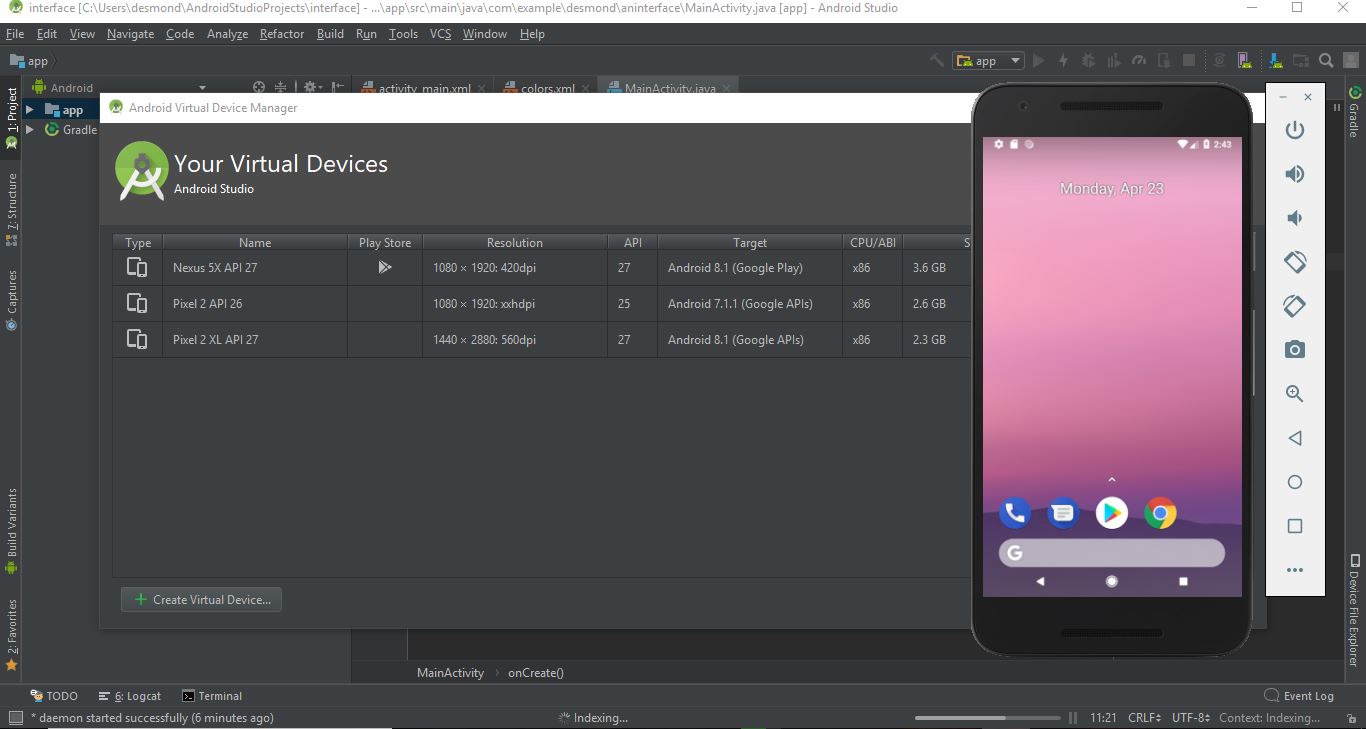 interface [C:\Users\desmond\AndroidStudioProjects\interface] - ...\app\src\main\java\com\example\desmond\aninterface\MainActivity.java [app] - Android Studio
File Edit View Navigate Code Analyze Refactor Build Run Tools VCS Window Help
app
app
1: Project
7: Structure
Captures
Build Variants
2: Favorites
Android
app
Gradle
activity_main.xml
colors.xml
MainActivity.java
Android Virtual Device Manager
Your Virtual Devices
Android Studio
Type Name Play Store Resolution API Target CPU/ABI S
Nexus 5X API 27 1080 × 1920: 420dpi 27 Android 8.1 (Google Play) x86 3.6 GB
Pixel 2 API 26 1080 × 1920: xxhdpi 25 Android 7.1.1 (Google APIs) x86 2.6 GB
Pixel 2 XL API 27 1440 × 2880: 560dpi 27 Android 8.1 (Google APIs) x86 2.3 GB
Create Virtual Device...
2:43
Monday, Apr 23
G
Gradle
Device File Explorer
MainActivity
onCreate()
TODO
6: Logcat
Terminal
Event Log
* daemon started successfully (6 minutes ago)
Indexing...
11:21 CRLF UTF-8 Context: Indexing...